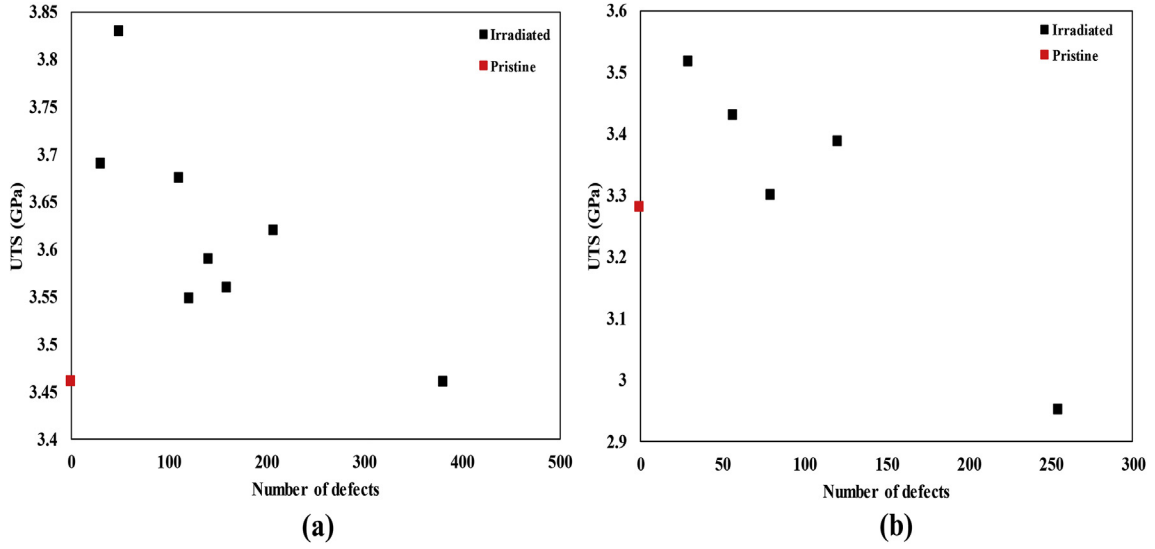 3.85
3.8
3.75
3.7
3.65
3.6
3.55
3.5
3.45
3.4
UTS (GPa)
Irradiated
Pristine
0 100 200 300 400 500
Number of defects
(a)
3.6
3.5
3.4
3.3
3.2
3.1
3
2.9
UTS (GPa)
Irradiated
Pristine
0 50 100 150 200 250 300
Number of defects
(b)